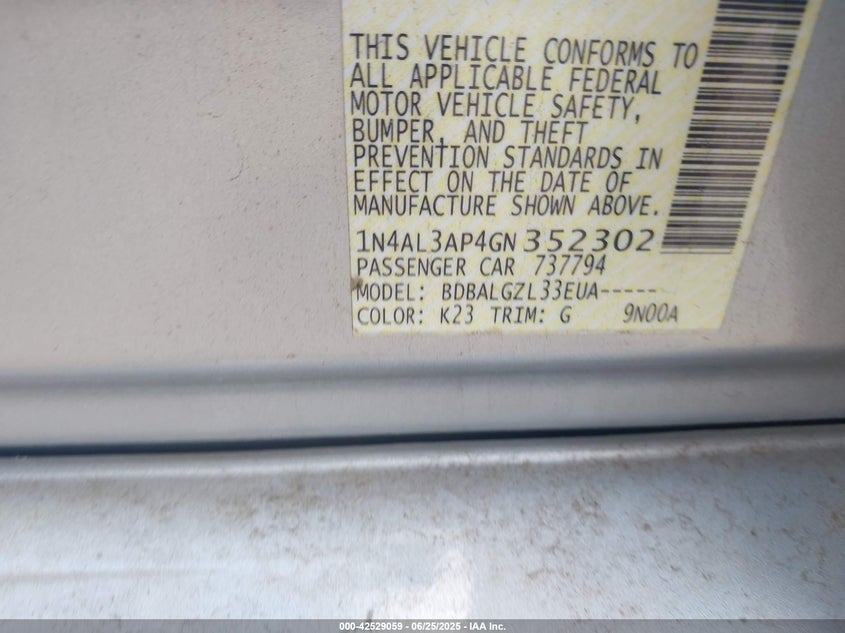 THIS VEHICLE CONFORMS TO
ALL APPLICABLE FEDERAL
MOTOR VEHICLE SAFETY,
BUMPER, AND THEFT
PREVENTION STANDARDS IN
EFFECT ON THE DATE OF
MANUFACTURE SHOWN ABOVE.
1N4AL3AP4GN352302
PASSENGER CAR 737794
MODEL: BDBALGZL33EUA-----
COLOR: K23 TRIM: G 9N00A
000-42529059 - 06/25/2025 - IAA Inc.